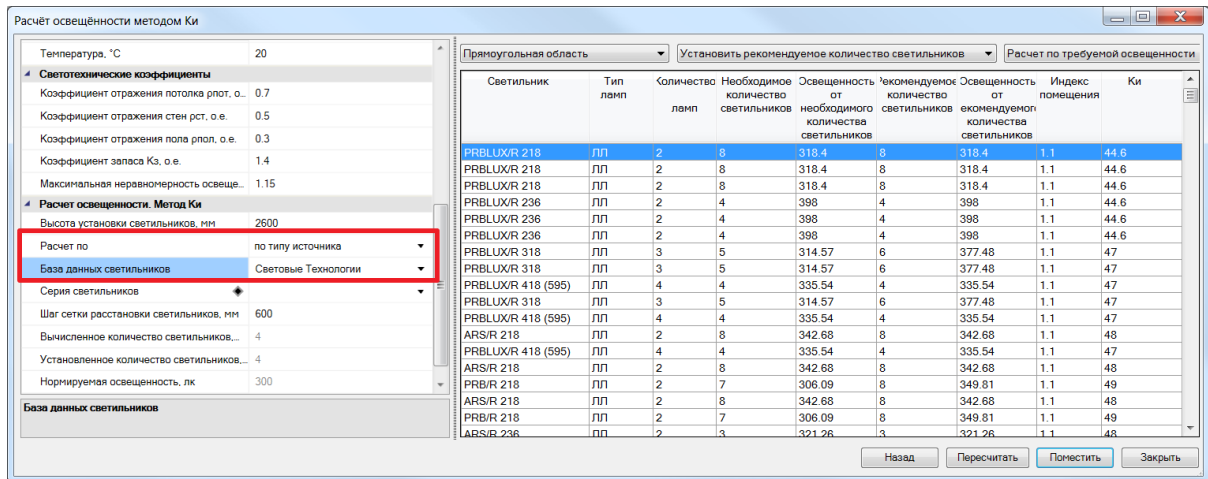 Расчёт освещённости методом Ки
Температура, °С 20
Светотехнические коэффициенты
Коэффициент отражения потолка ρпот, о... 0.7
Коэффициент отражения стен ρст, о.е. 0.5
Коэффициент отражения пола ρпол, о.е. 0.3
Коэффициент запаса Кз, о.е. 1.4
Максимальная неравномерность освеще... 1.15
Расчет освещенности. Метод Ки
Высота установки светильников, мм 2600
Расчет по по типу источника
База данных светильников Световые Технологии
Серия светильников
Шаг сетки расстановки светильников, мм 600
Вычисленное количество светильников,... 4
Установленное количество светильников,... 4
Нормируемая освещенность, лк 300
База данных светильников
Прямоугольная область Установить рекомендуемое количество светильников Расчет по требуемой освещенности
Светильник Тип Количество Необходимое Освещенность Рекомендуемое Освещенность Индекс Ки
ламп количество от количество от помещения
ламп светильников необходимого светильников екомендуемого
количества количества
светильников светильников
PRBLUX/R 218 ЛЛ 2 8 318.4 8 318.4 1.1 44.6
PRBLUX/R 218 ЛЛ 2 8 318.4 8 318.4 1.1 44.6
PRBLUX/R 218 ЛЛ 2 8 318.4 8 318.4 1.1 44.6
PRBLUX/R 236 ЛЛ 2 4 398 4 398 1.1 44.6
PRBLUX/R 236 ЛЛ 2 4 398 4 398 1.1 44.6
PRBLUX/R 236 ЛЛ 2 4 398 4 398 1.1 44.6
PRBLUX/R 318 ЛЛ 3 5 314.57 6 377.48 1.1 47
PRBLUX/R 318 ЛЛ 3 5 314.57 6 377.48 1.1 47
PRBLUX/R 418 (595) ЛЛ 4 4 335.54 4 335.54 1.1 47
PRBLUX/R 318 ЛЛ 3 5 314.57 6 377.48 1.1 47
PRBLUX/R 418 (595) ЛЛ 4 4 335.54 4 335.54 1.1 47
ARS/R 218 ЛЛ 2 8 342.68 8 342.68 1.1 48
PRBLUX/R 418 (595) ЛЛ 4 4 335.54 4 335.54 1.1 47
ARS/R 218 ЛЛ 2 8 342.68 8 342.68 1.1 48
PRB/R 218 ЛЛ 2 7 306.09 8 349.81 1.1 49
ARS/R 218 ЛЛ 2 8 342.68 8 342.68 1.1 48
PRB/R 218 ЛЛ 2 7 306.09 8 349.81 1.1 49
ARS/R 236 ЛЛ 2 3 321.26 3 321.26 1.1 48
Назад Пересчитать Поместить Закрыть